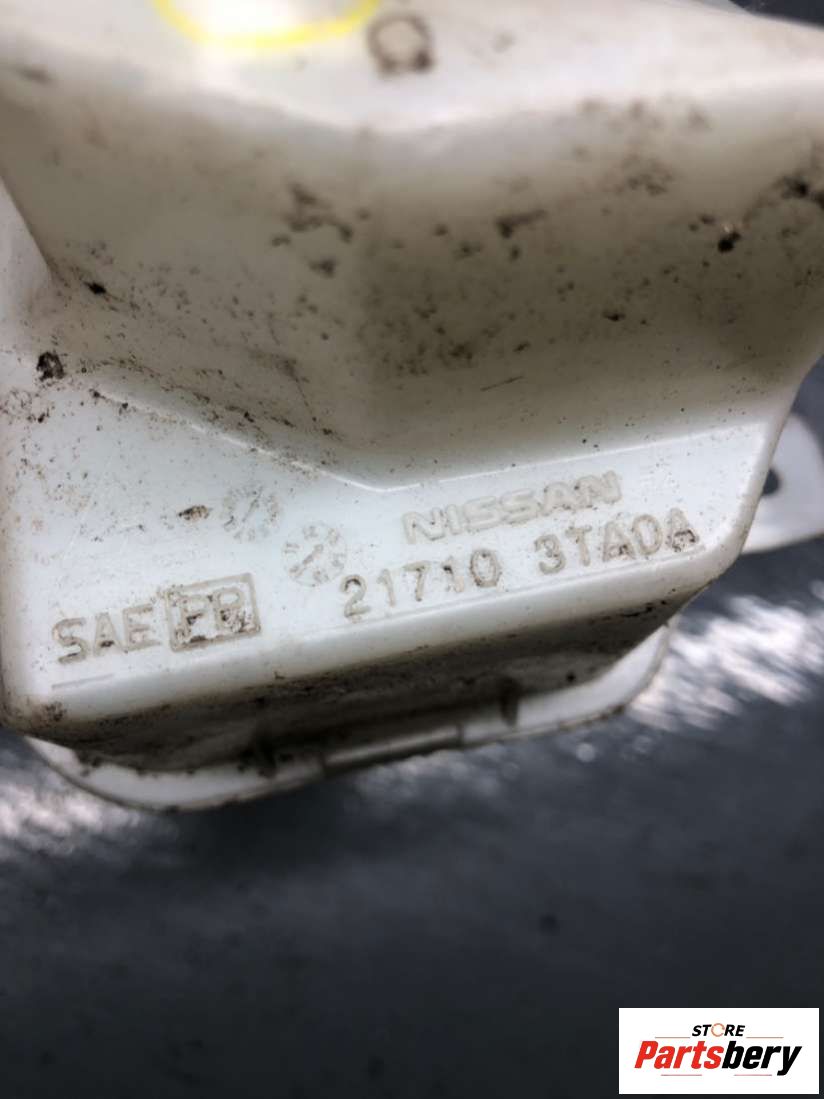 NISSAN
21710 3TA0A
SAE PP
STORE
Partsbery